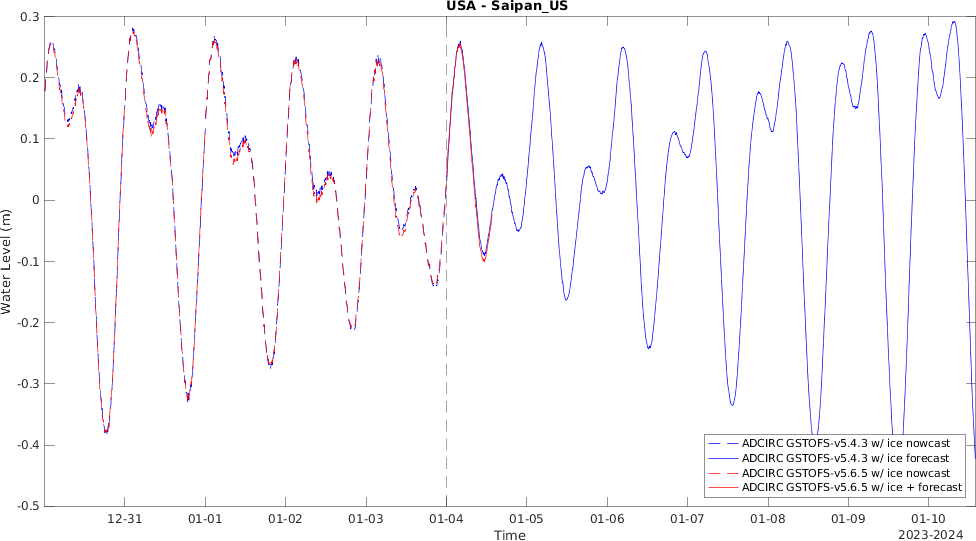 USA - Saipan_US
0.3
0.2
0.1
0
-0.1
-0.2
-0.3
-0.4
-0.5
Water Level (m)
ADCIRC GSTOFS-v5.4.3 w/ ice nowcast
ADCIRC GSTOFS-v5.4.3 w/ ice forecast
ADCIRC GSTOFS-v5.6.5 w/ ice nowcast
ADCIRC GSTOFS-v5.6.5 w/ ice + forecast
12-31 01-01 01-02 01-03 01-04 01-05 01-06 01-07 01-08 01-09 01-10
Time
2023-2024